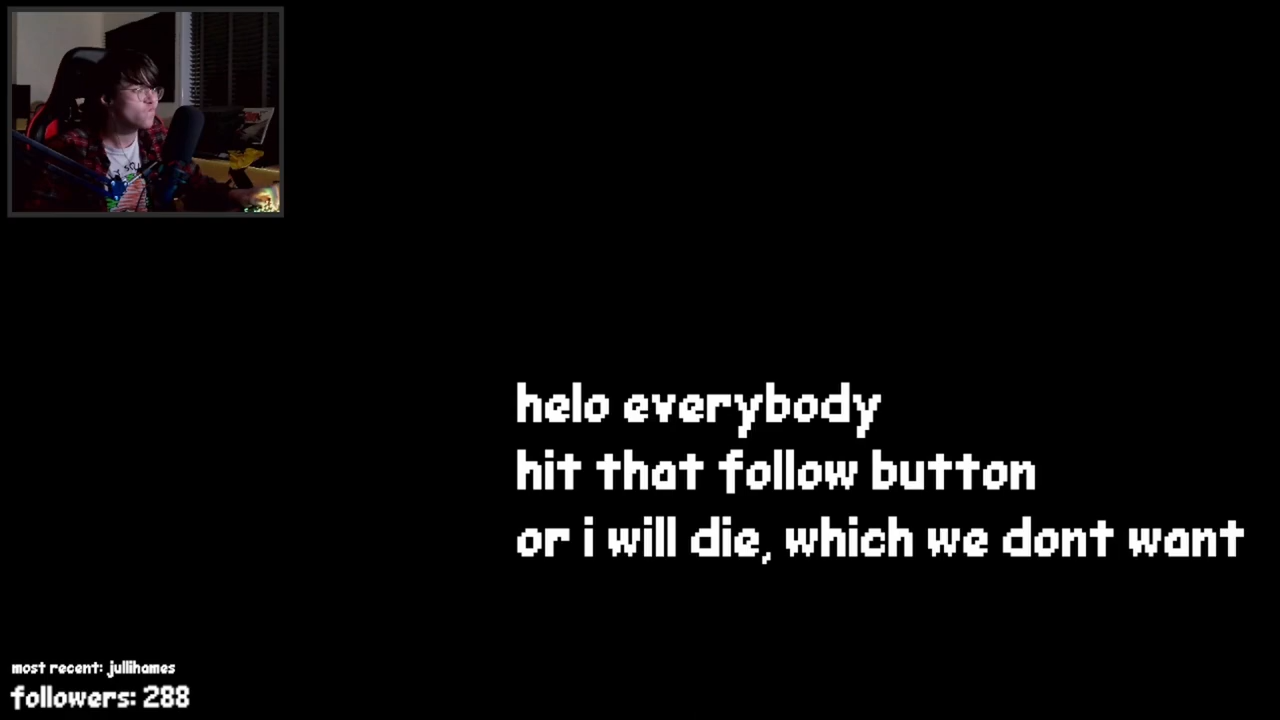 helo everybody
hit that follow button
or i will die, which we dont want
most recent: jullihames
followers: 288